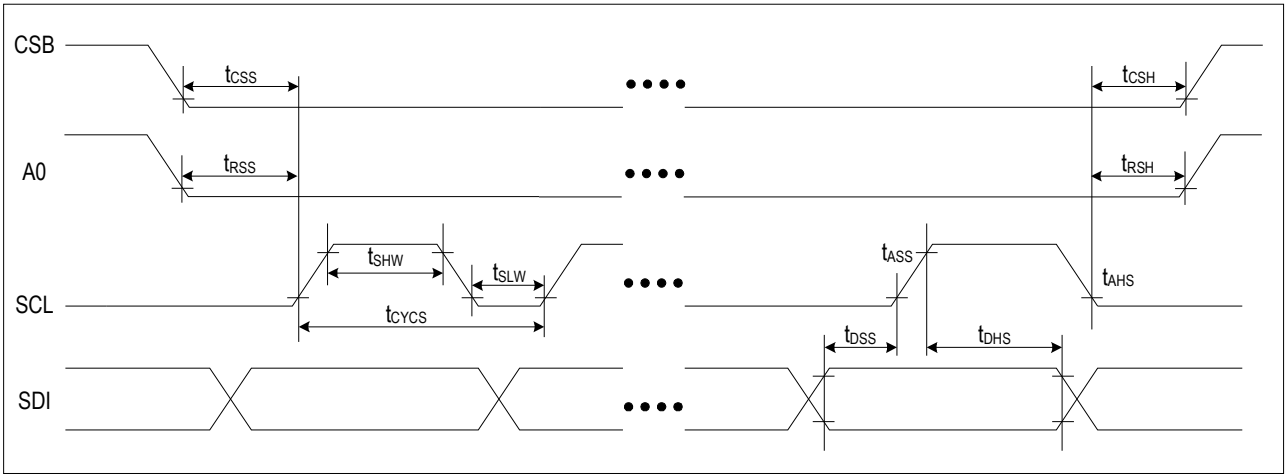 CSB
tCSS
tCSH
A0
tRSS
tRSH
SCL
tSHW
tSLW
tCYCS
tASS
tAHS
tDSS
tDHS
SDI